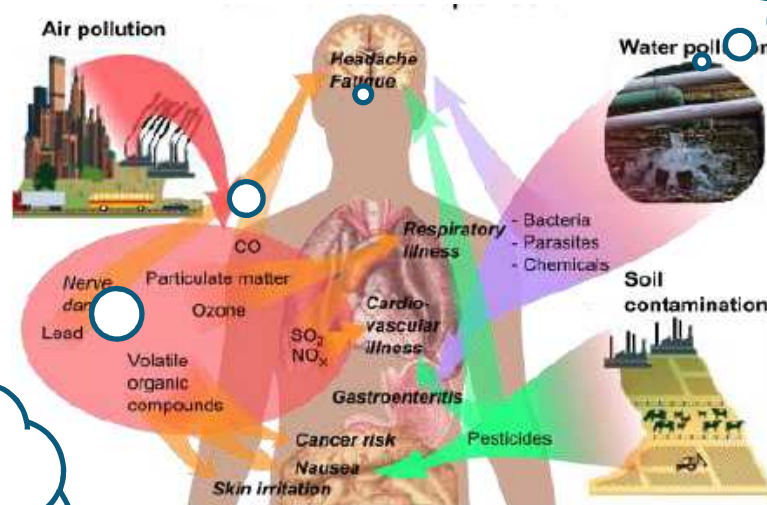 Air pollution
Headache
Fatigue
Water
CO
Respiratory
illness
- Bacteria
- Parasites
- Chemicals
Nerve
Particulate matter
Ozone
Lead
Soil
contamination
Cardio-
vascular
illness
SO₂
NOₓ
Volatile
organic
compounds
Gastroenteritis
Cancer risk
Pesticides
Nausea
Skin irritation